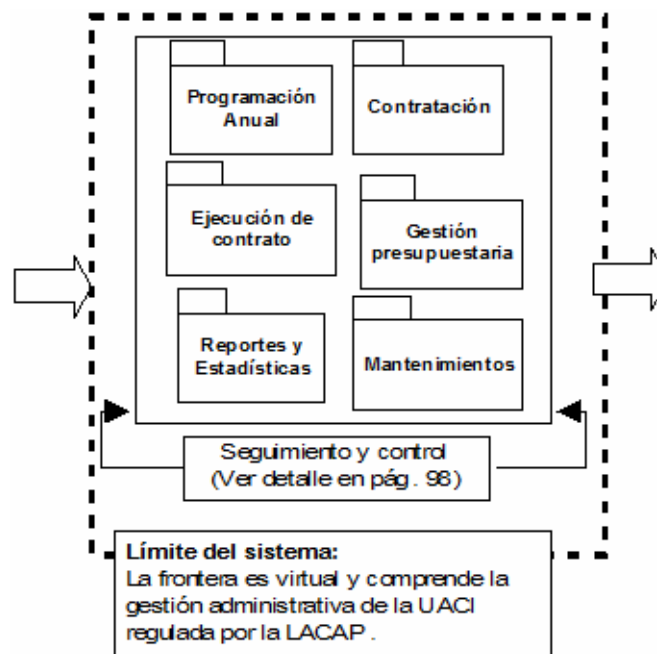 Programación
Anual
Contratación
Ejecución de
contrato
Gestión
presupuestaria
Reportes y
Estadísticas
Mantenimientos
Seguimiento y control
(Ver detalle en pág. 98)
Límite del sistema:
La frontera es virtual y comprende la
gestión administrativa de la UACI
regulada por la LACAP.